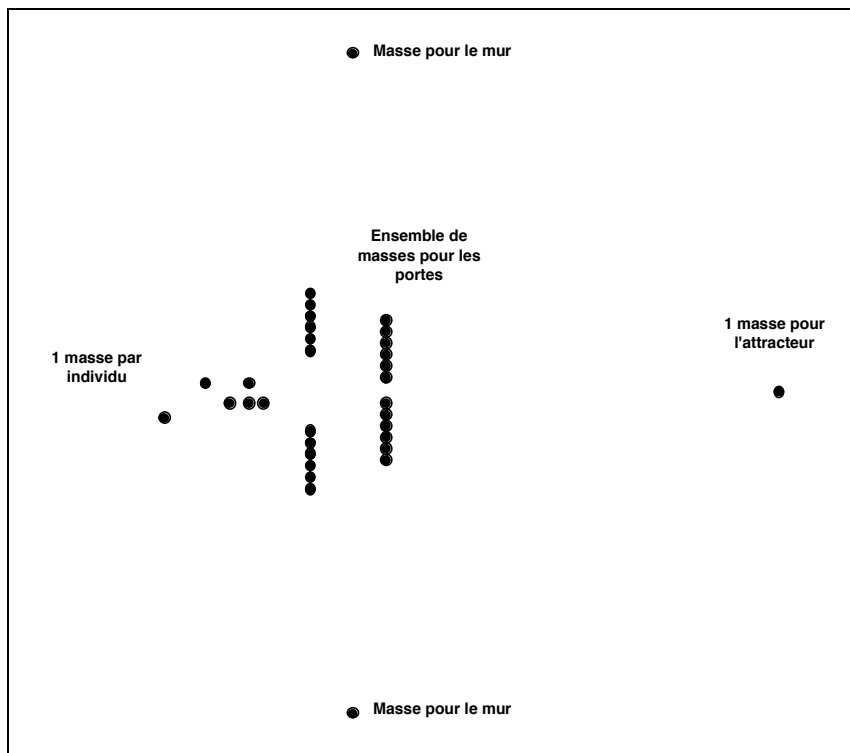 Masse pour le mur
Ensemble de
masses pour les
portes
1 masse pour
l'attracteur
1 masse par
individu
Masse pour le mur